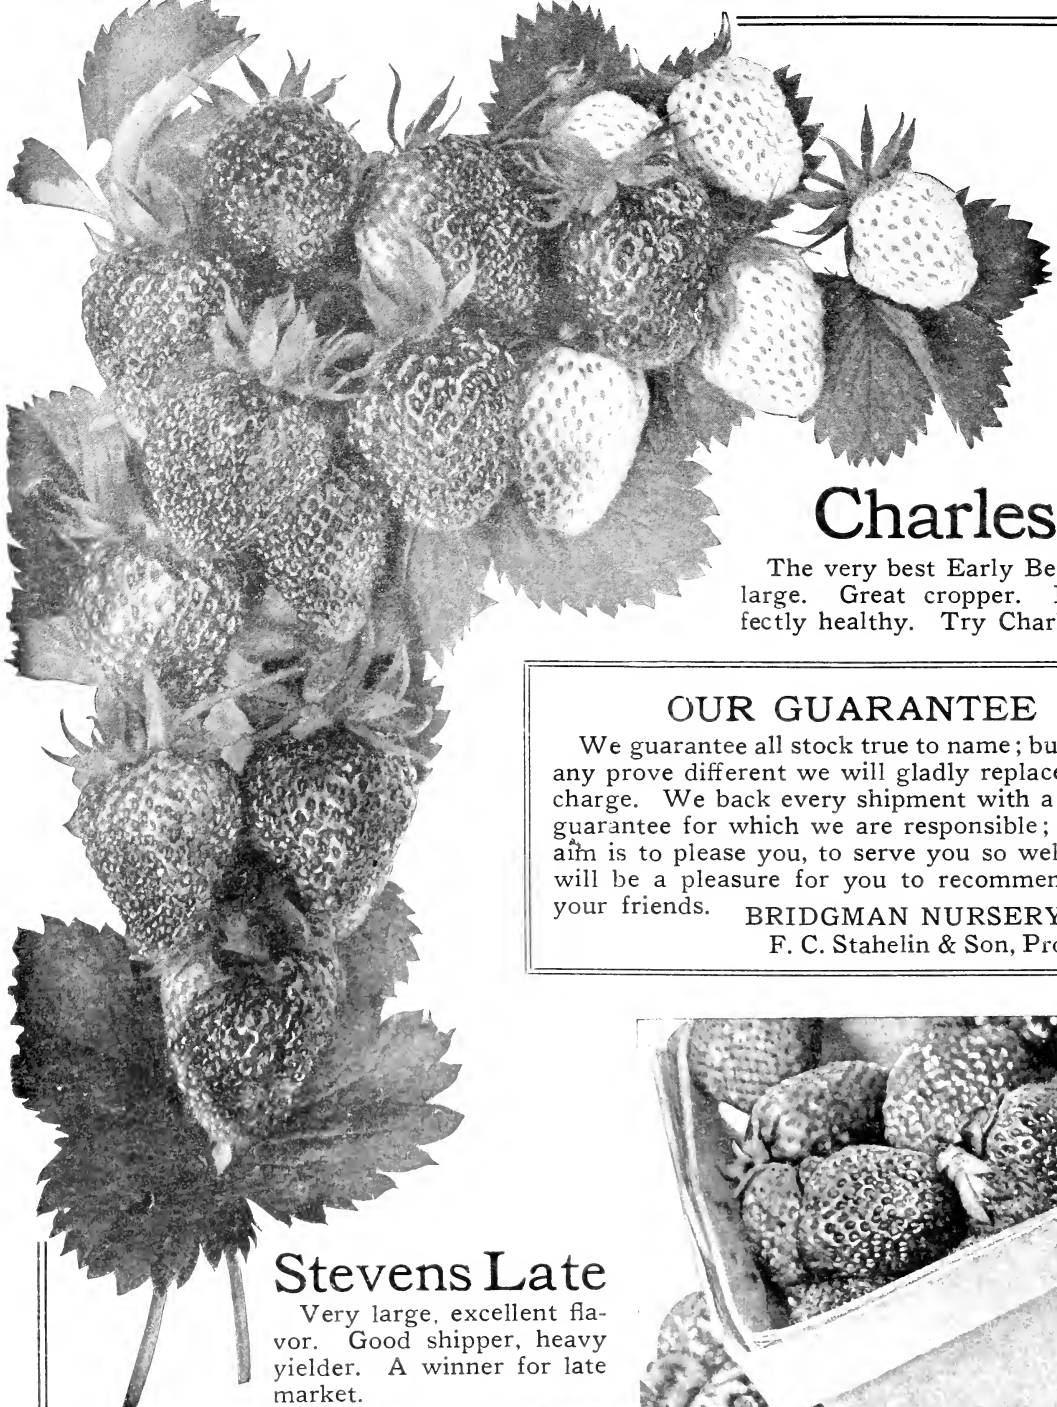 Charles
The very best Early Be
large. Great cropper.
fectly healthy. Try Char
OUR GUARANTEE
We guarantee all stock true to name; bu
any prove different we will gladly replace
charge. We back every shipment with a
guarantee for which we are responsible;
aim is to please you, to serve you so wel
will be a pleasure for you to recommen
your friends.
BRIDGMAN NURSERY
F. C. Stahelin & Son, Pro
Stevens Late
Very large, excellent fla-
vor. Good shipper, heavy
yielder. A winner for late
market.